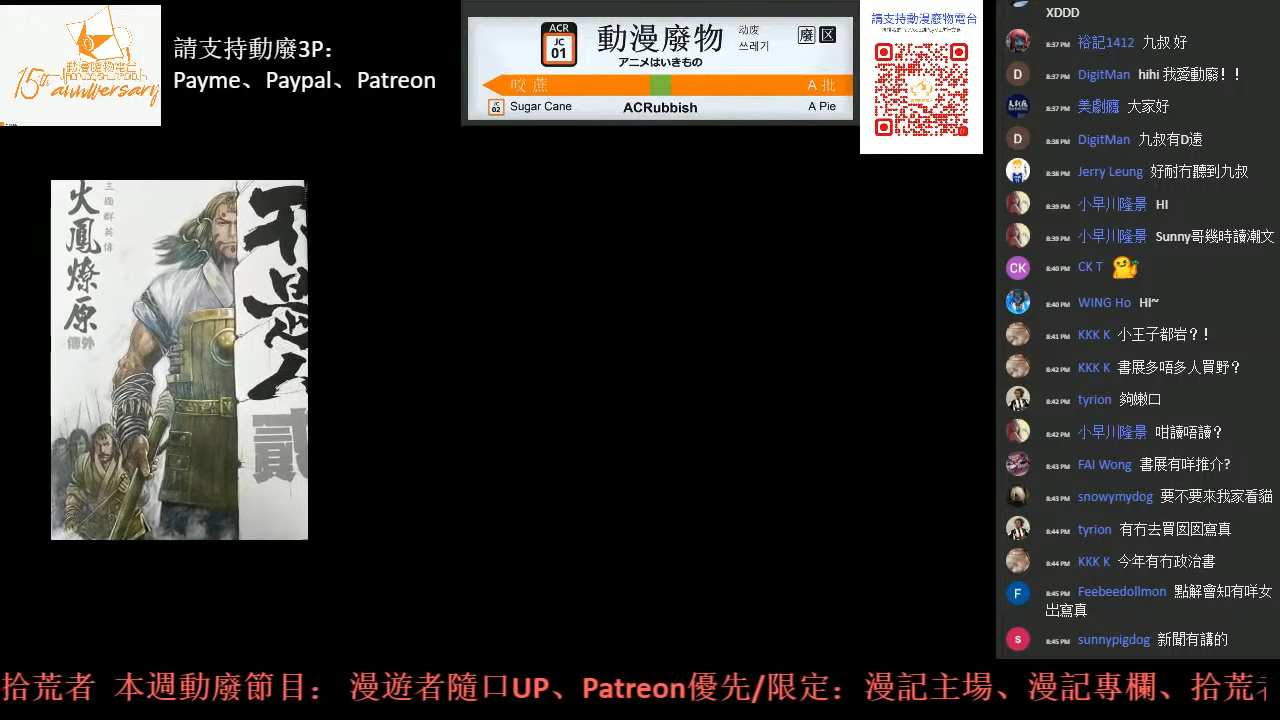 動漫廢物電台
15th anniversary
請支持動廢3P：
Payme、Paypal、Patreon
ACR
JC
01
動漫廢物
アニメはいきもの
动废
쓰레기
廢 区
咬蔗
A 批
JC
02
Sugar Cane
ACRubbish
A Pie
請支持動漫廢物電台
三國群英傳
火鳳燎原
外傳
不是人
貳
XDDD
8:37 PM 裕記1412 九叔 好
D
8:37 PM DigitMan hihi 我愛動廢！！
8:37 PM 美劇癮 大家好
D
8:38 PM DigitMan 九叔有D遠
8:38 PM Jerry Leung 好耐冇聽到九叔
8:39 PM 小早川隆景 HI
8:39 PM 小早川隆景 Sunny哥幾時讀潮文
CK
8:40 PM CK T
8:40 PM WING Ho HI~
8:41 PM KKK K 小王子都岩？！
8:42 PM KKK K 書展多唔多人買野？
8:42 PM tyrion 夠嫩口
8:42 PM 小早川隆景 咁讀唔讀？
8:43 PM FAI Wong 書展有咩推介?
8:43 PM snowymydog 要不要來我家看貓
8:44 PM tyrion 有冇去買囡囡寫真
8:44 PM KKK K 今年有冇政治書
F
8:45 PM Feebeedollmon 點解會知有咩女
出寫真
s
8:45 PM sunnypigdog 新聞有講的
拾荒者 本週動廢節目： 漫遊者隨口UP、Patreon優先/限定：漫記主場、漫記專欄、拾荒者